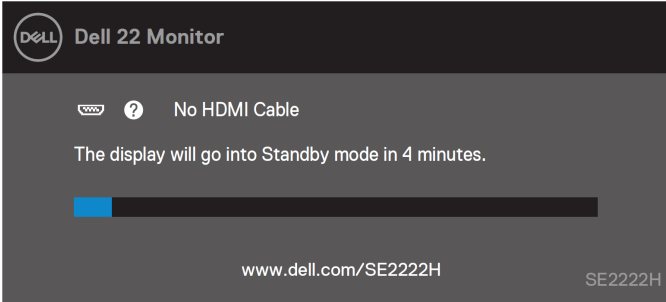 DELL Dell 22 Monitor
? No HDMI Cable
The display will go into Standby mode in 4 minutes.
www.dell.com/SE2222H
SE2222H